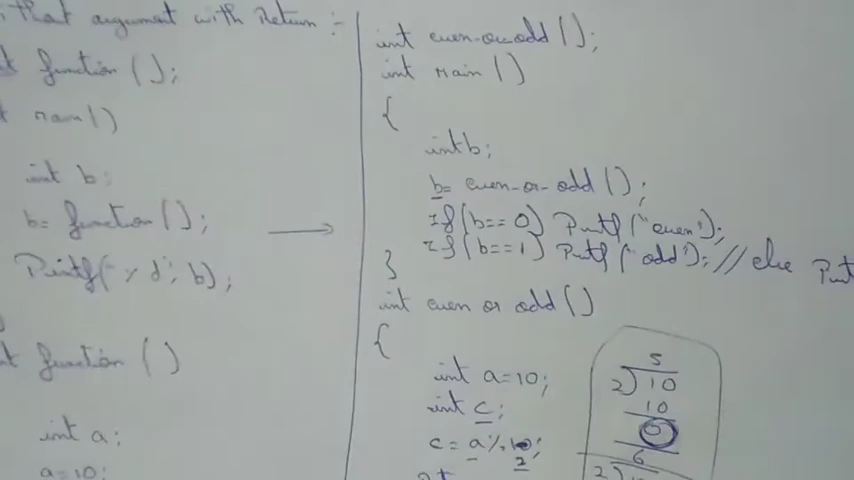 that argument with Return :-
function ();
main()
int b;
b= function ();
Printf("% d", b);
function ()
int a;
a=10;
int even-or-odd ();
int main ()
{
int b;
b= even-or-odd ();
If (b==0) Printf ("even");
If (b==1) Printf ("odd"); // else Print
}
int even or odd ()
{
int a=10;
int c;
c= a%
2
5
2)10
10
0
6
2)